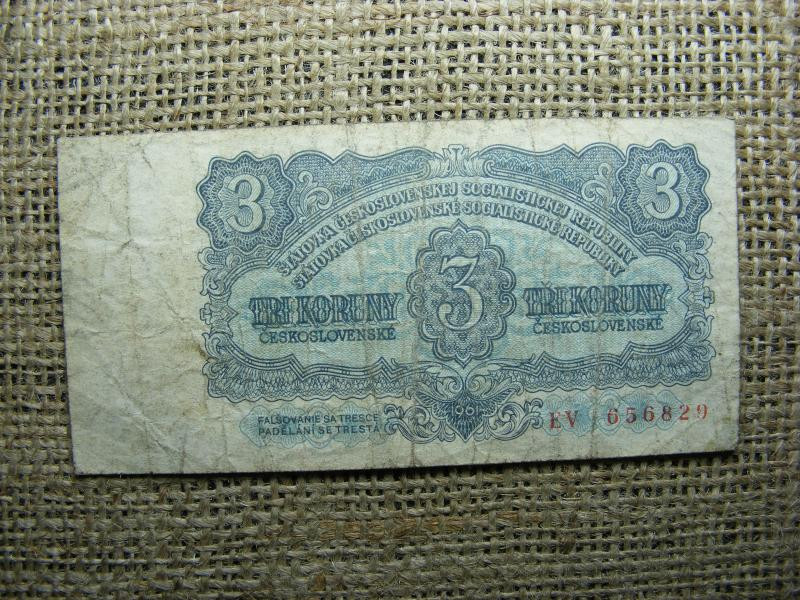 3
3
ŠTÁTOVKA ČESKOSLOVENSKEJ SOCIALISTICKEJ REPUBLIKY
STÁTOVKA ČESKOSLOVENSKÉ SOCIALISTICKÉ REPUBLIKY
TRI KORUNY
ČESKOSLOVENSKÉ
3
TŘI KORUNY
ČESKOSLOVENSKÉ
FALŠOVANIE SA TRESCE
PADĚLÁNÍ SE TRESTÁ
1961
EV 656829